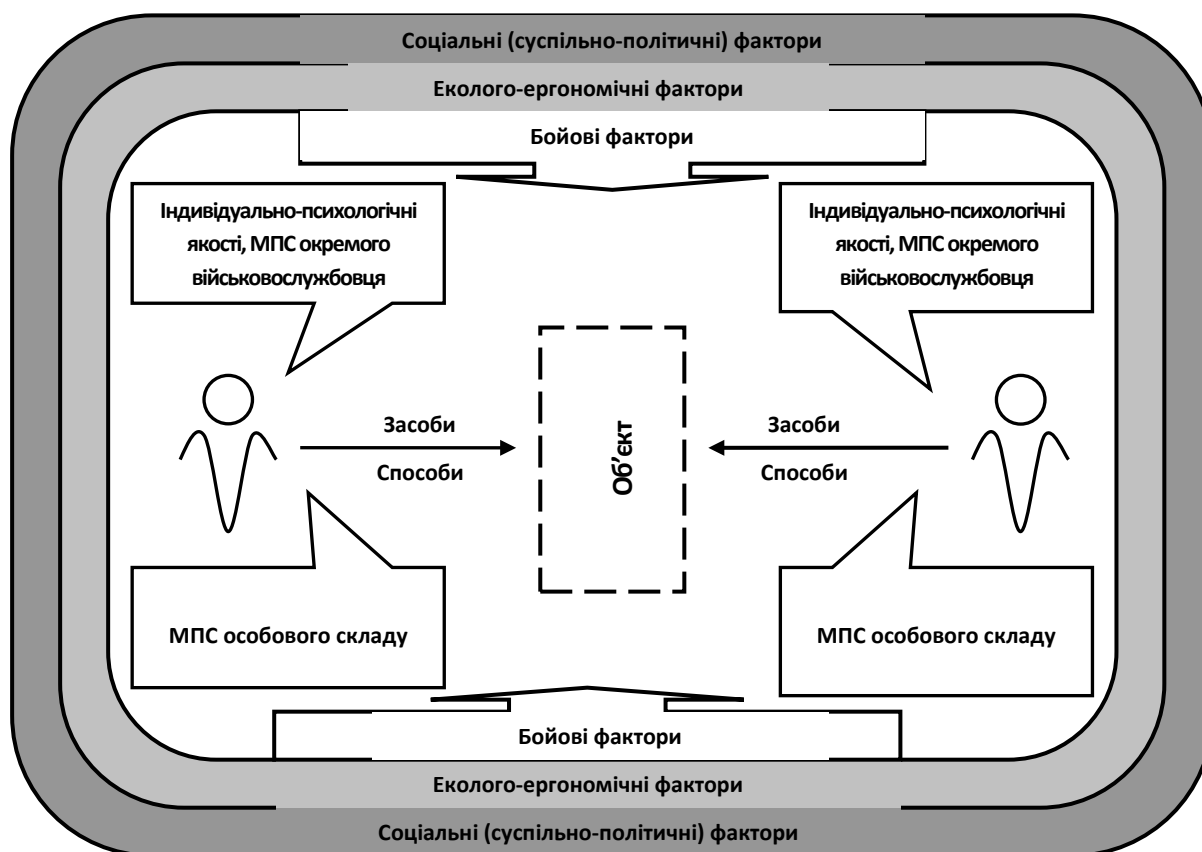 Соціальні (суспільно-політичні) фактори
Еколого-ергономічні фактори
Бойові фактори
Індивідуально-психологічні
якості, МПС окремого
військовослужбовця
Індивідуально-психологічні
якості, МПС окремого
військовослужбовця
Засоби
Способи
Об’єкт
Засоби
Способи
МПС особового складу
МПС особового складу
Бойові фактори
Еколого-ергономічні фактори
Соціальні (суспільно-політичні) фактори